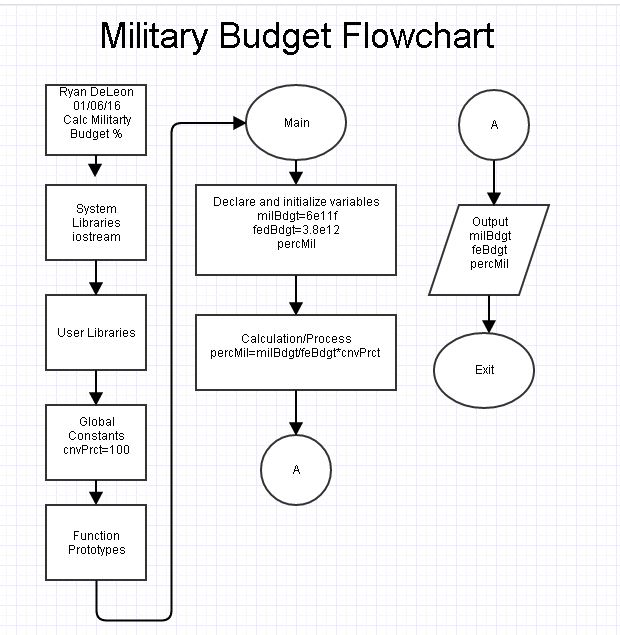 Military Budget Flowchart
Ryan DeLeon
01/06/16
Calc Militarty
Budget %
System
Libraries
iostream
User Libraries
Global
Constants
cnvPrct=100
Function
Prototypes
Main
Declare and initialize variables
milBdgt=6e11f
fedBdgt=3.8e12
percMil
Calculation/Process
percMil=milBdgt/feBdgt*cnvPrct
A
A
Output
milBdgt
feBdgt
percMil
Exit